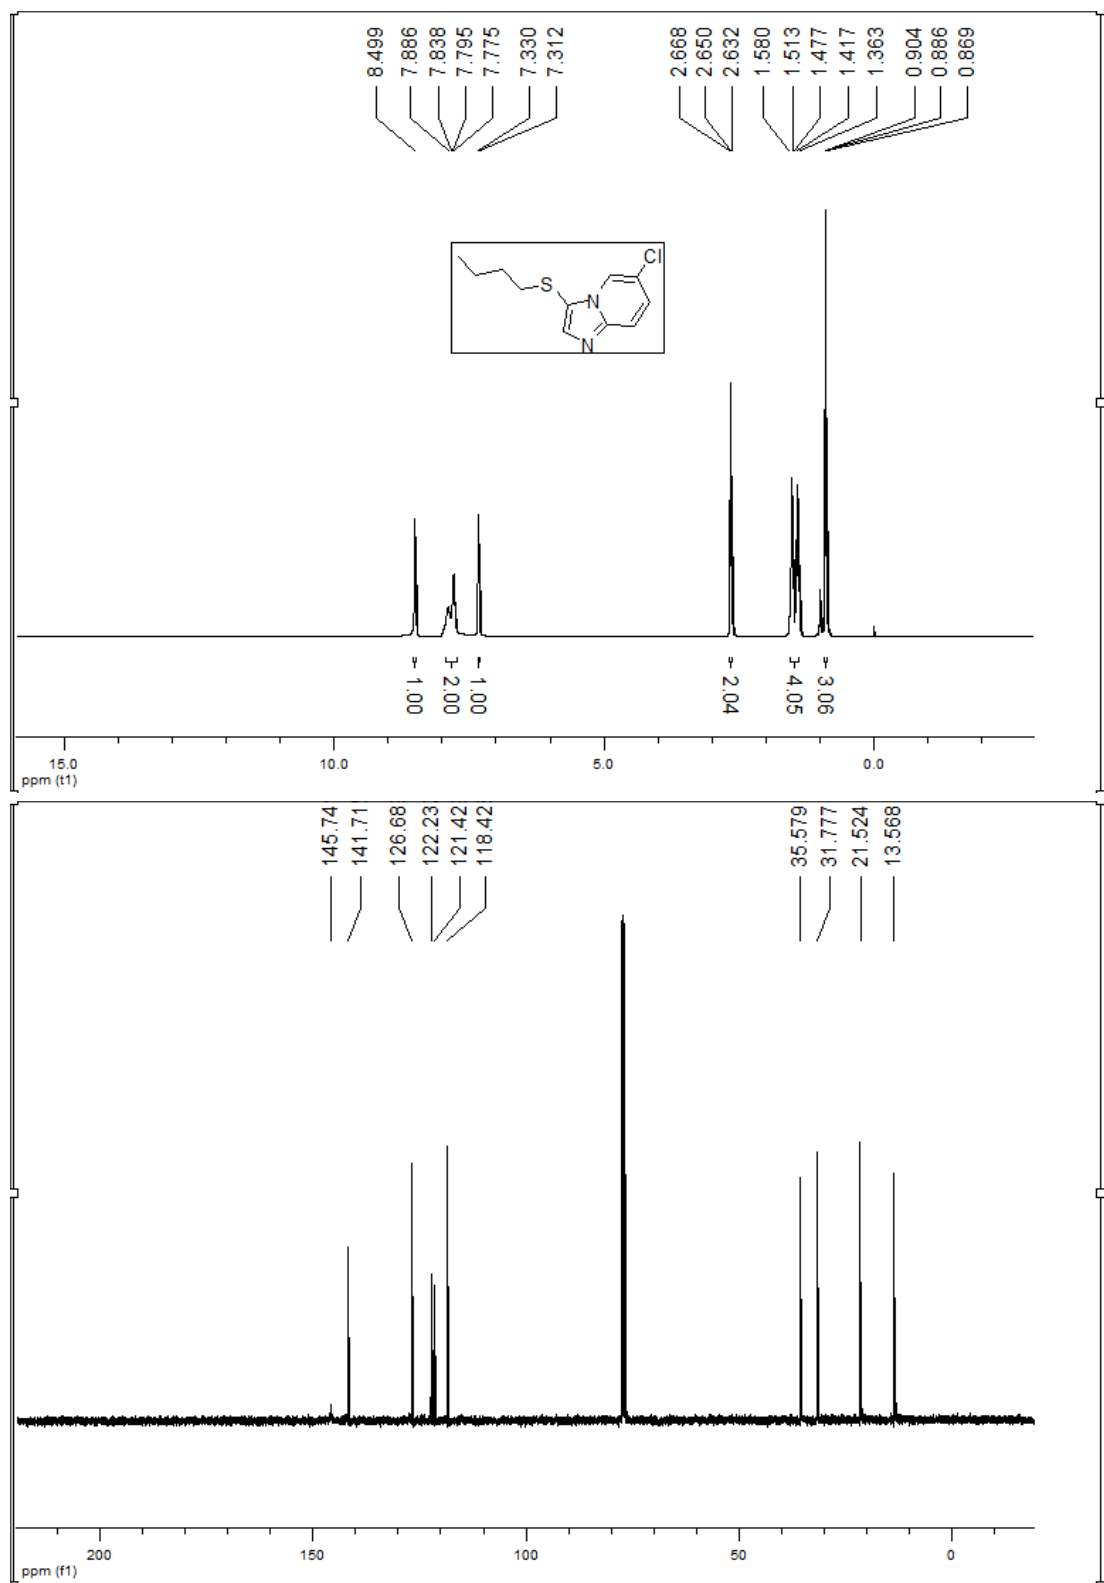 8.499 7.886 7.838 7.795 7.775 7.330 7.312 2.668 2.650 2.632 1.580 1.513 1.477 1.417 1.363 0.904 0.886 0.869
Cl
S
N
N
1.00 2.00 1.00 2.04 4.05 3.06
15.0 10.0 5.0 0.0
ppm (t1)
145.74 141.71 126.68 122.23 121.42 118.42 35.579 31.777 21.524 13.568
200 150 100 50 0
ppm (f1)